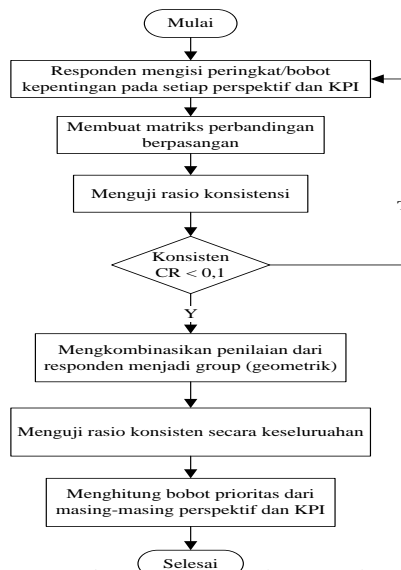 Mulai
Responden mengisi peringkat/bobot
kepentingan pada setiap perspektif dan KPI
Membuat matriks perbandingan
berpasangan
Menguji rasio konsistensi
Konsisten
CR < 0,1
Y
Mengkombinasikan penilaian dari
responden menjadi group (geometrik)
Menguji rasio konsisten secara keseluruahan
Menghitung bobot prioritas dari
masing-masing perspektif dan KPI
Selesai